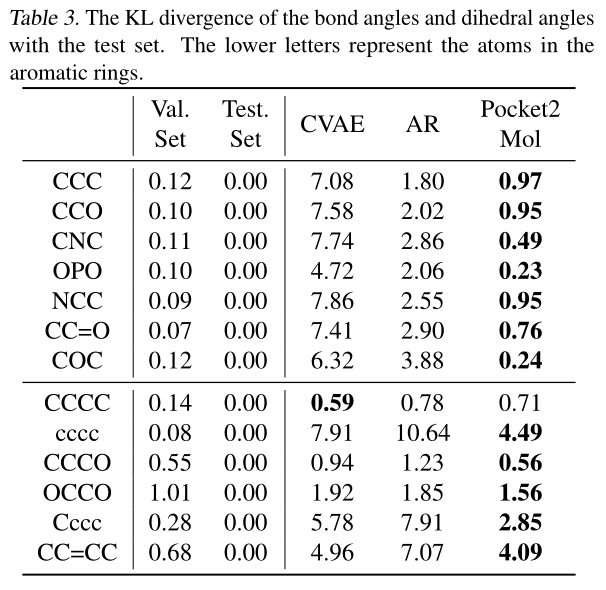 Table 3. The KL divergence of the bond angles and dihedral angles
with the test set. The lower letters represent the atoms in the
aromatic rings.
Val. Set Test. Set CVAE AR Pocket2 Mol
CCC 0.12 0.00 7.08 1.80 0.97
CCO 0.10 0.00 7.58 2.02 0.95
CNC 0.11 0.00 7.74 2.86 0.49
OPO 0.10 0.00 4.72 2.06 0.23
NCC 0.09 0.00 7.86 2.55 0.95
CC=O 0.07 0.00 7.41 2.90 0.76
COC 0.12 0.00 6.32 3.88 0.24
CCCC 0.14 0.00 0.59 0.78 0.71
cccc 0.08 0.00 7.91 10.64 4.49
CCCO 0.55 0.00 0.94 1.23 0.56
OCCO 1.01 0.00 1.92 1.85 1.56
Cccc 0.28 0.00 5.78 7.91 2.85
CC=CC 0.68 0.00 4.96 7.07 4.09